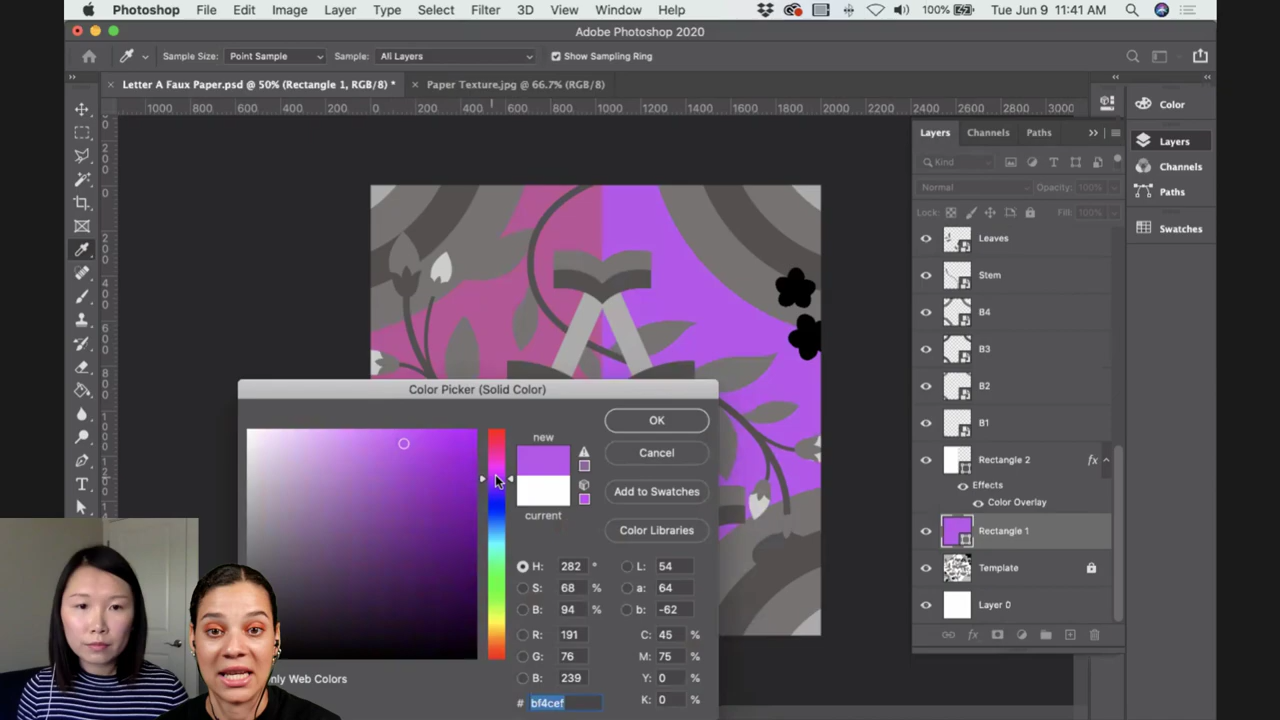 Photoshop File Edit Image Layer Type Select Filter 3D View Window Help 100% Tue Jun 9 11:41 AM
Adobe Photoshop 2020
Sample Size: Point Sample Sample: All Layers Show Sampling Ring
Letter A Faux Paper.psd @ 50% (Rectangle 1, RGB/8) * Paper Texture.jpg @ 66.7% (RGB/8)
1000 800 600 400 200 0 200 400 600 800 1000 1200 1400 1600 1800 2000 2200 2400 2600 2800 3000
Layers Channels Paths
Kind
Normal Opacity: 100%
Lock: Fill: 100%
Leaves
Stem
B4
B3
B2
B1
Rectangle 2 fx
Effects
Color Overlay
Rectangle 1
Template
Layer 0
fx
Color
Layers
Channels
Paths
Swatches
Color Picker (Solid Color)
new
current
OK
Cancel
Add to Swatches
Color Libraries
H: 282 ° L: 54
S: 68 % a: 64
B: 94 % b: -62
R: 191 C: 45 %
G: 76 M: 75 %
B: 239 Y: 0 %
# bf4cef K: 0 %
nly Web Colors